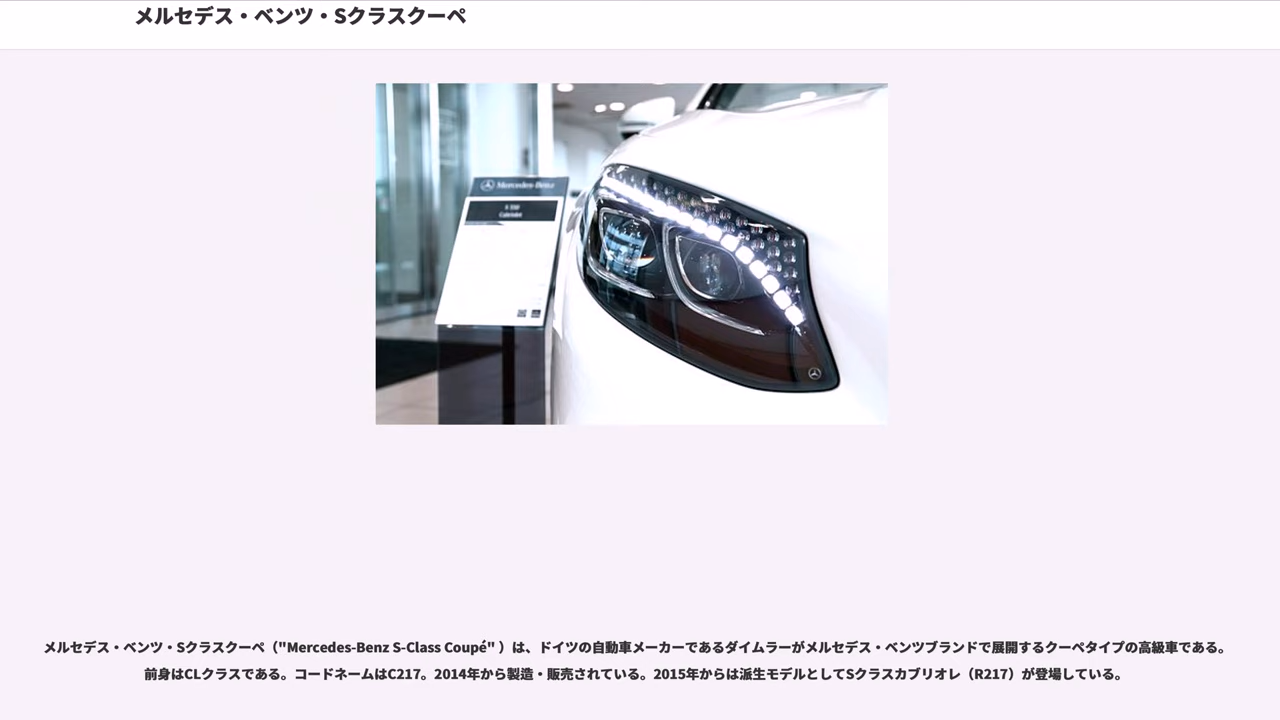 メルセデス・ベンツ・Sクラスクーペ
Mercedes-Benz
メルセデス・ベンツ・Sクラスクーペ（"Mercedes-Benz S-Class Coupé" ）は、ドイツの自動車メーカーであるダイムラーがメルセデス・ベンツブランドで展開するクーペタイプの高級車である。
前身はCLクラスである。コードネームはC217。2014年から製造・販売されている。2015年からは派生モデルとしてSクラスカブリオレ（R217）が登場している。